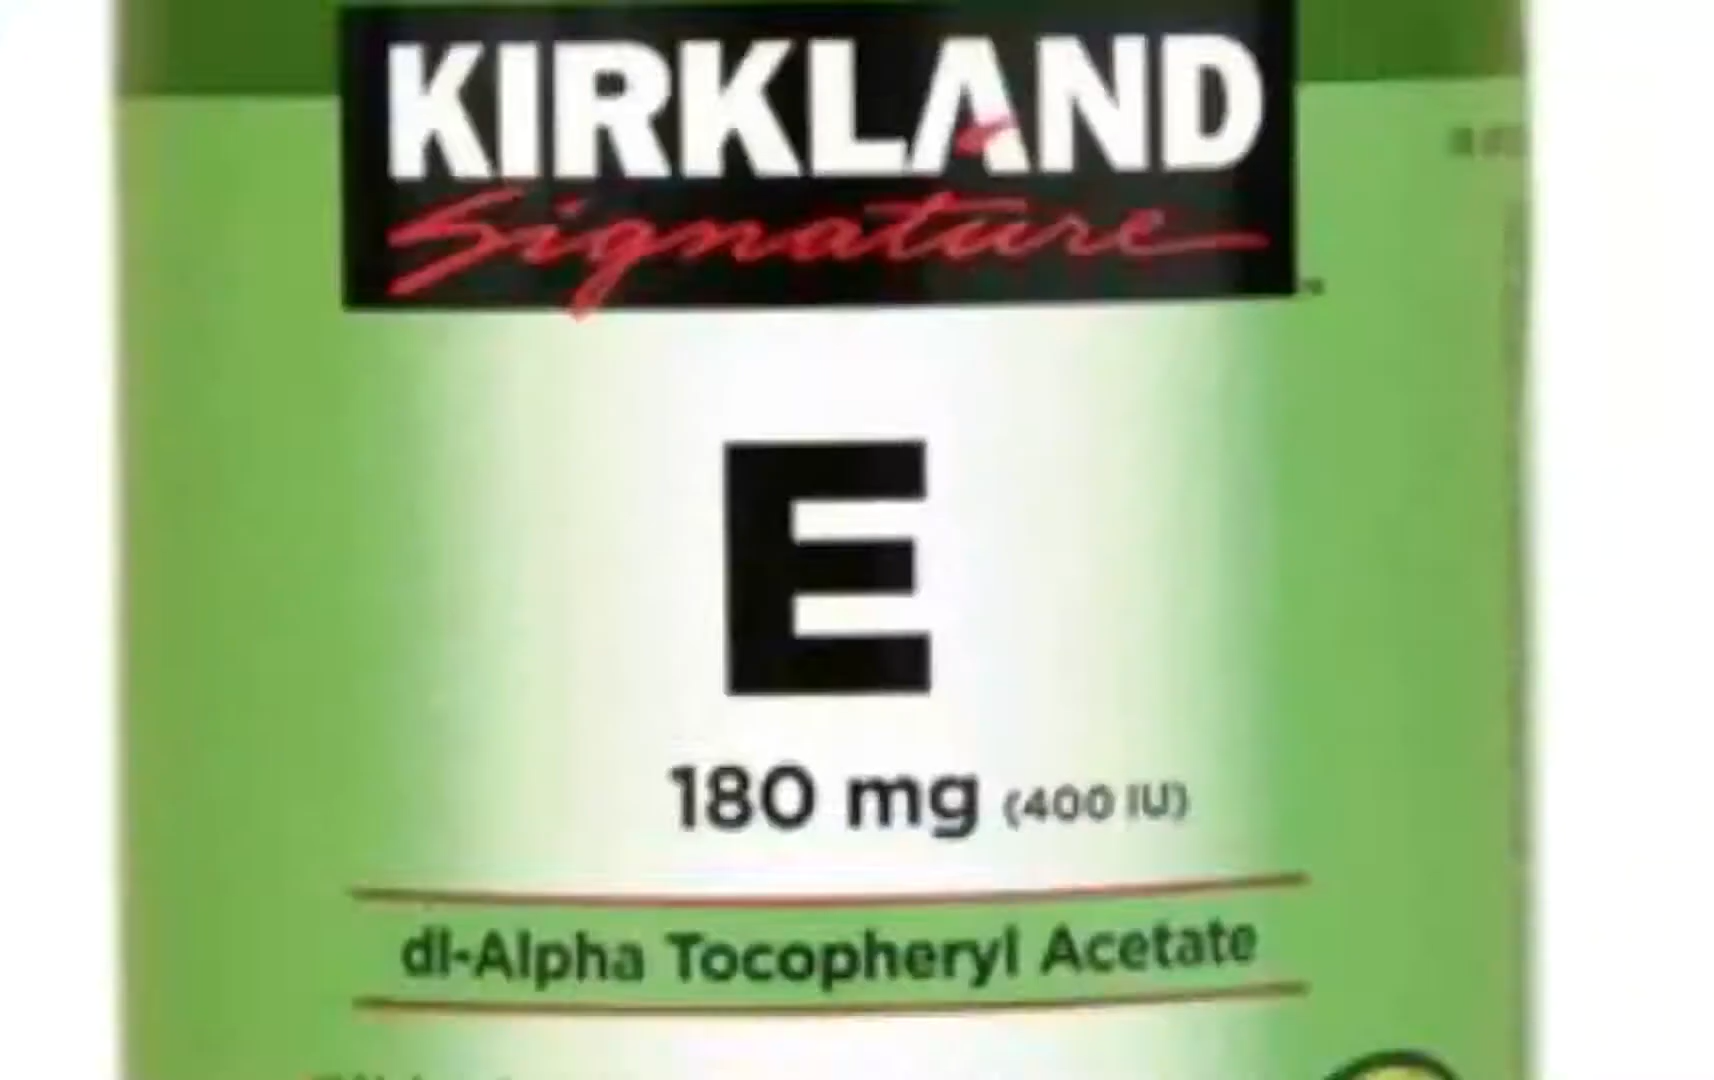 KIRKLAND
Signature
E
180 mg (400 IU)
dl-Alpha Tocopheryl Acetate